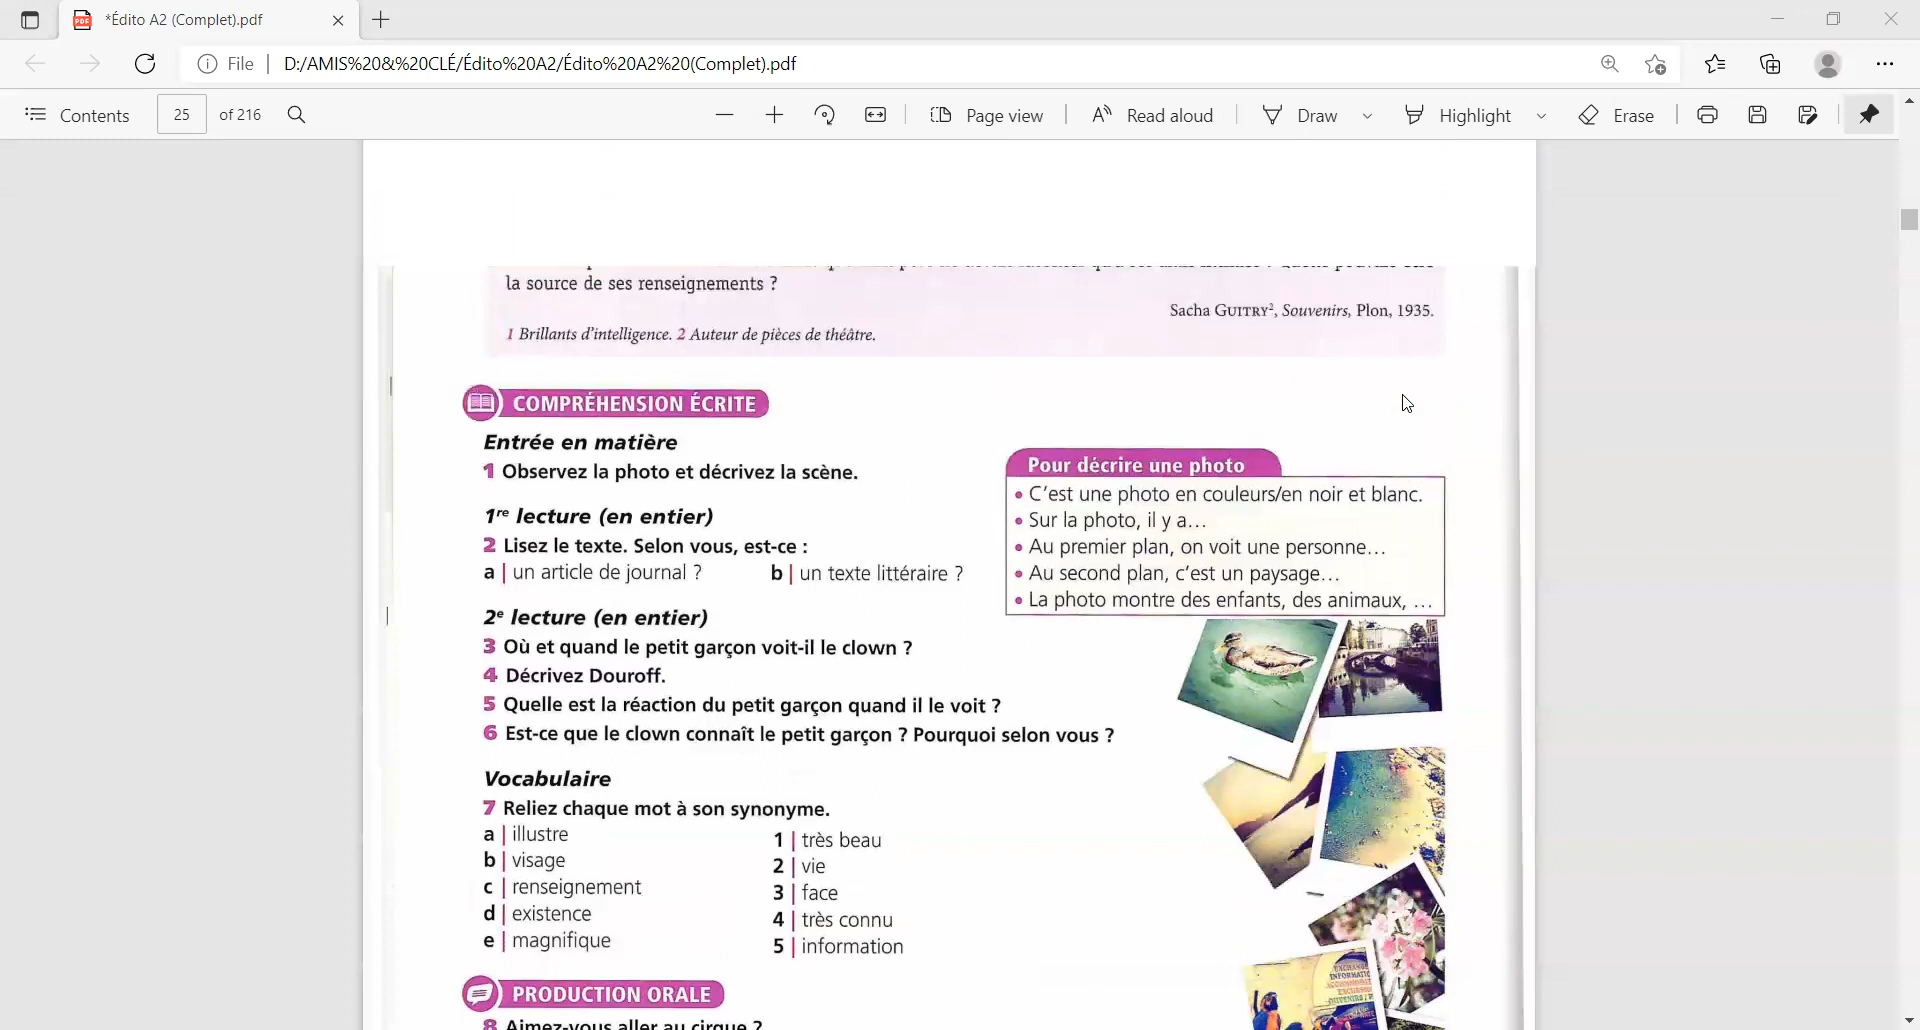 *Édito A2 (Complet).pdf
File | D:/AMIS%20&%20CLÉ/Édito%20A2/Édito%20A2%20(Complet).pdf
Contents 25 of 216 Page view Read aloud Draw Highlight Erase
la source de ses renseignements ?
Sacha GUITRY², Souvenirs, Plon, 1935.
1 Brillants d'intelligence. 2 Auteur de pièces de théâtre.
COMPRÉHENSION ÉCRITE
Entrée en matière
1 Observez la photo et décrivez la scène.
1re lecture (en entier)
2 Lisez le texte. Selon vous, est-ce :
a | un article de journal ? b | un texte littéraire ?
2e lecture (en entier)
3 Où et quand le petit garçon voit-il le clown ?
4 Décrivez Douroff.
5 Quelle est la réaction du petit garçon quand il le voit ?
6 Est-ce que le clown connaît le petit garçon ? Pourquoi selon vous ?
Pour décrire une photo
• C'est une photo en couleurs/en noir et blanc.
• Sur la photo, il y a...
• Au premier plan, on voit une personne...
• Au second plan, c'est un paysage...
• La photo montre des enfants, des animaux, ...
Vocabulaire
7 Reliez chaque mot à son synonyme.
a | illustre
b | visage
c | renseignement
d | existence
e | magnifique
1 | très beau
2 | vie
3 | face
4 | très connu
5 | information
PRODUCTION ORALE
8 Aimez-vous aller au cirque ?